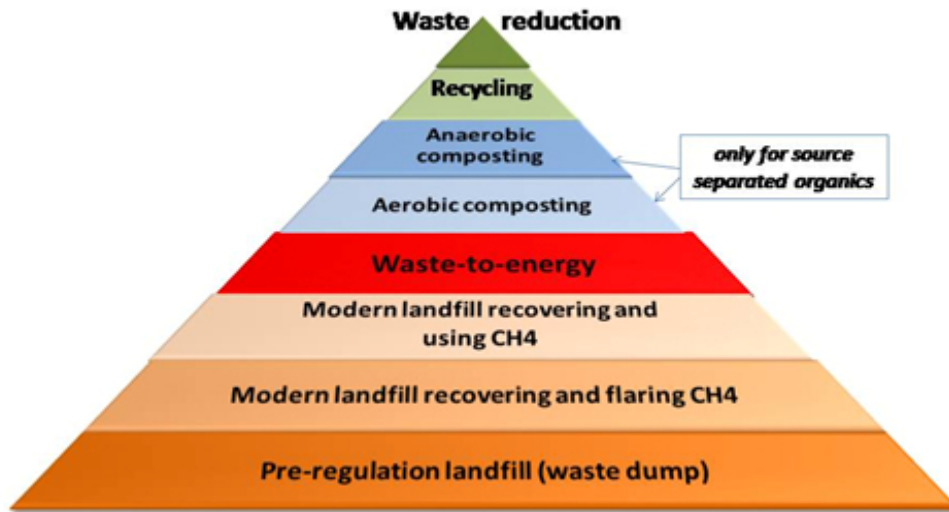 Waste reduction
Recycling
Anaerobic
composting
only for source
separated organics
Aerobic composting
Waste-to-energy
Modern landfill recovering and
using CH4
Modern landfill recovering and flaring CH4
Pre-regulation landfill (waste dump)